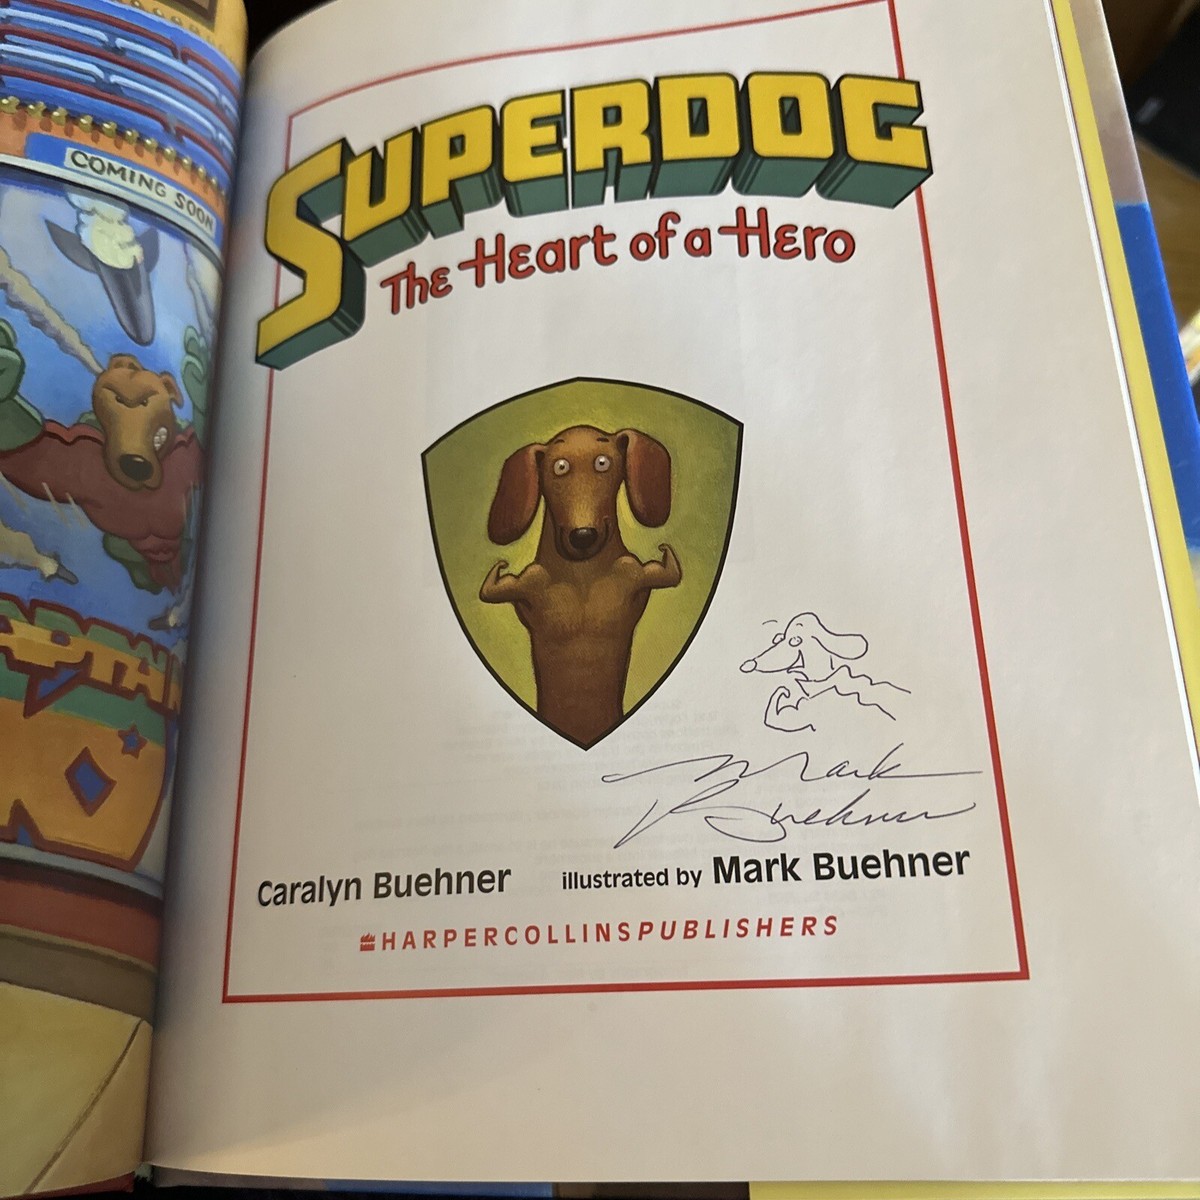 COMING SOON
SUPERDOG
The Heart of a Hero
Mark
Buehner
Caralyn Buehner
illustrated by Mark Buehner
HARPERCOLLINSPUBLISHERS